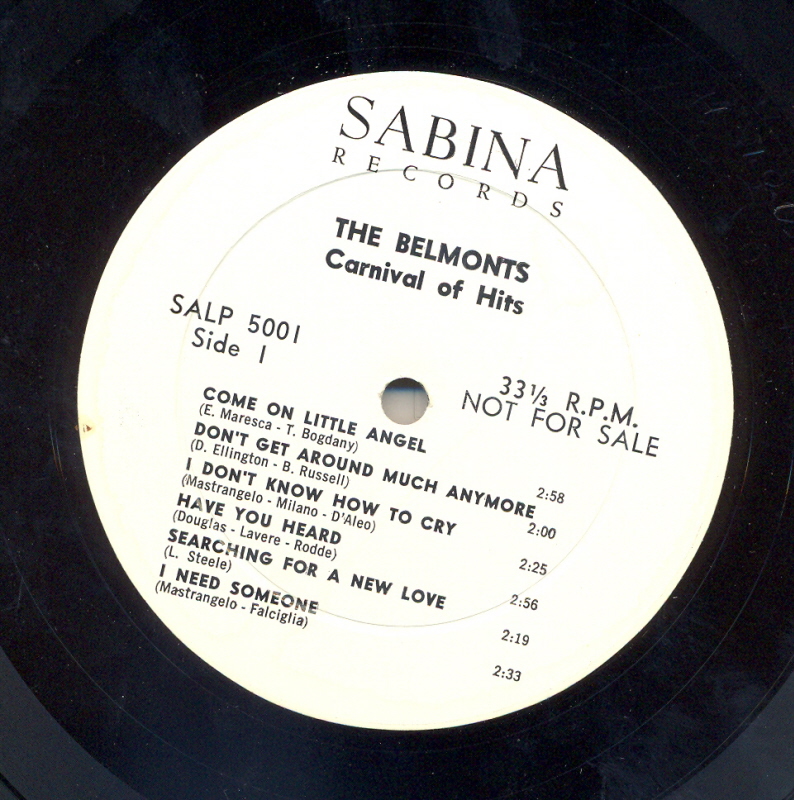 SABINA
RECORDS
THE BELMONTS
Carnival of Hits
SALP 5001
Side 1
33⅓ R.P.M.
NOT FOR SALE
COME ON LITTLE ANGEL
(E. Maresca - T. Bogdany) 2:58
DON'T GET AROUND MUCH ANYMORE
(D. Ellington - B. Russell) 2:00
I DON'T KNOW HOW TO CRY
(Mastrangelo - Milano - D'Aleo) 2:25
HAVE YOU HEARD
(Douglas - Lavere - Rodde) 2:56
SEARCHING FOR A NEW LOVE
(L. Steele) 2:19
I NEED SOMEONE
(Mastrangelo - Falciglia) 2:33